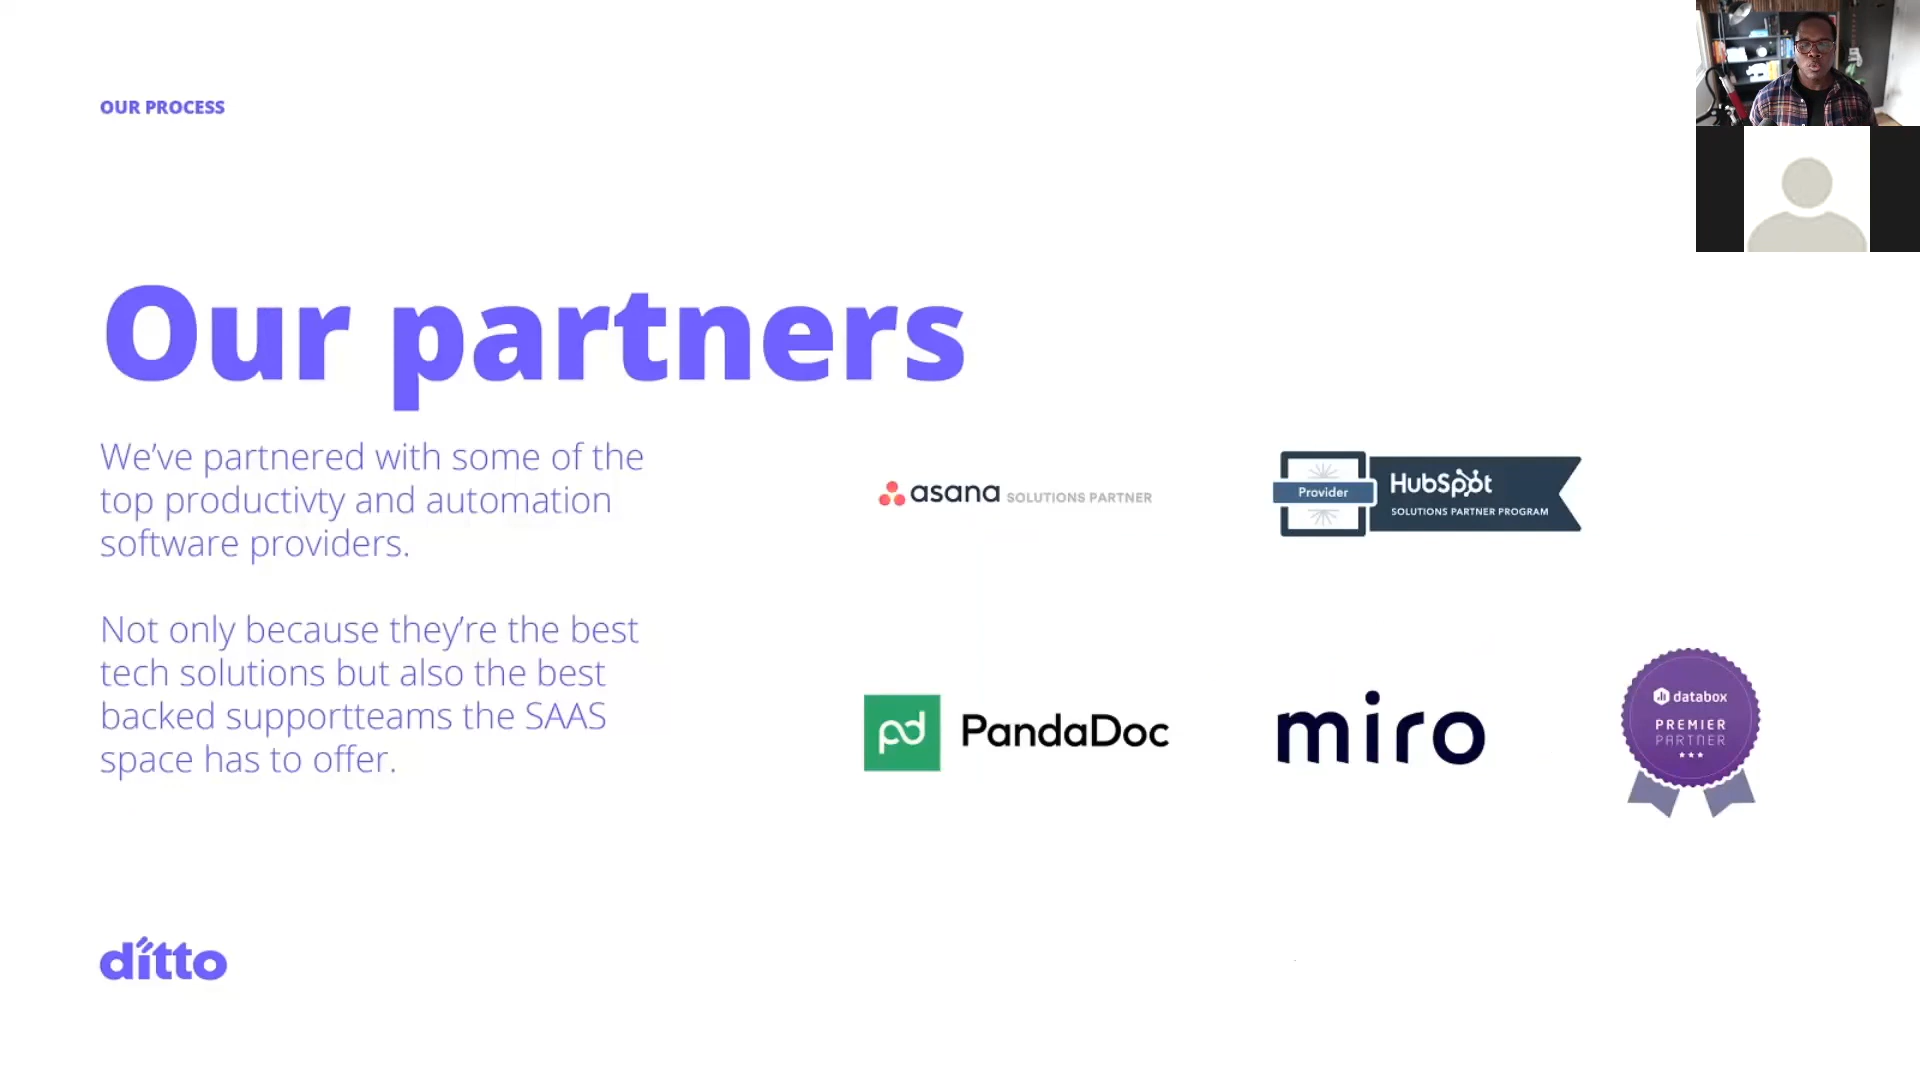 OUR PROCESS
Our partners
We’ve partnered with some of the
top productivty and automation
software providers.
Not only because they’re the best
tech solutions but also the best
backed supportteams the SAAS
space has to offer.
asana SOLUTIONS PARTNER
Provider
HubSpot
SOLUTIONS PARTNER PROGRAM
pd PandaDoc
miro
databox
PREMIER
PARTNER
ditto